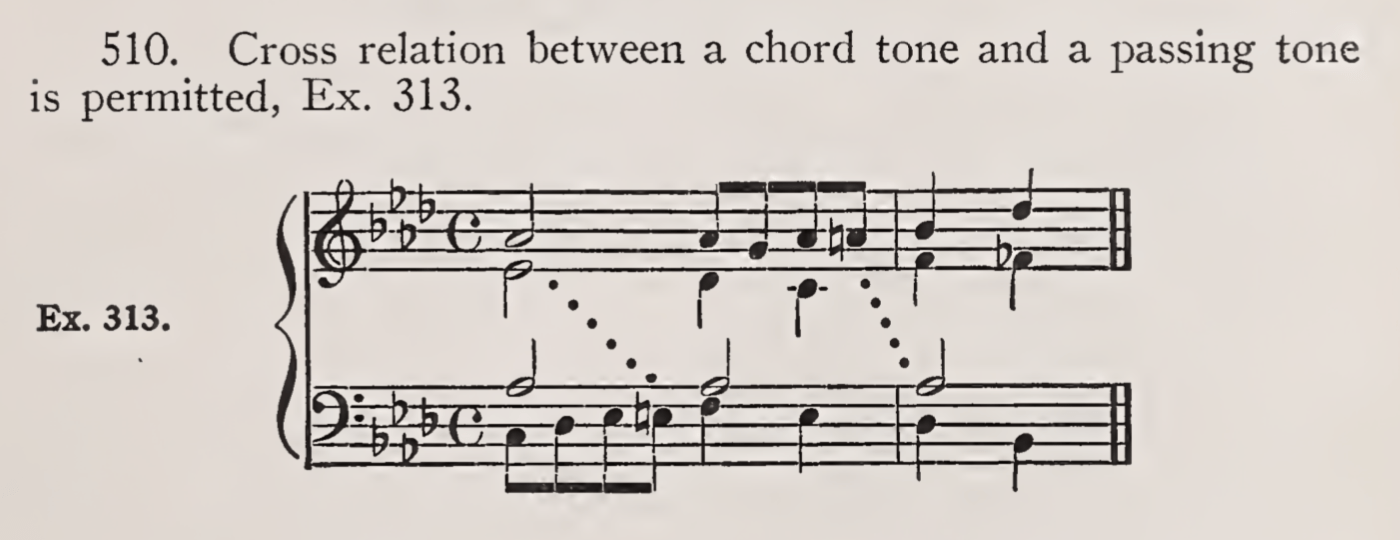 510. Cross relation between a chord tone and a passing tone
is permitted, Ex. 313.
Ex. 313.